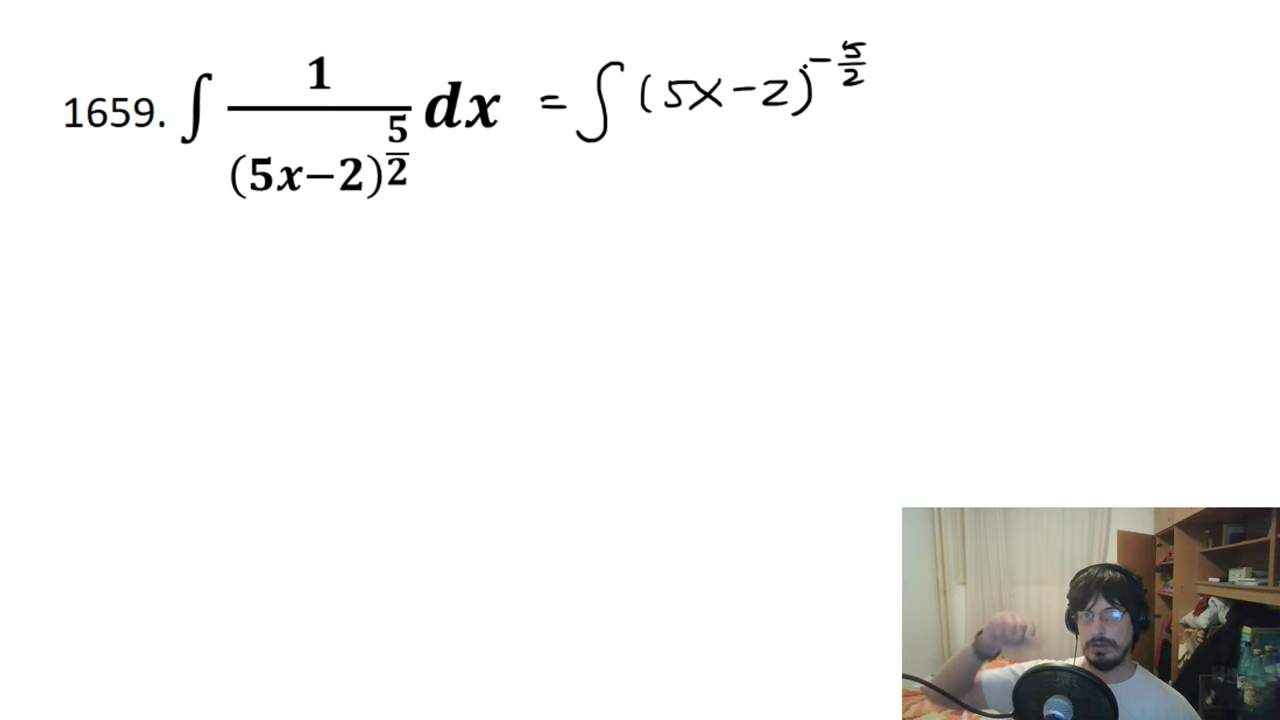 1659. ∫ 1/(5x−2)^(5/2) dx = ∫ (5x−2)^(−5/2)